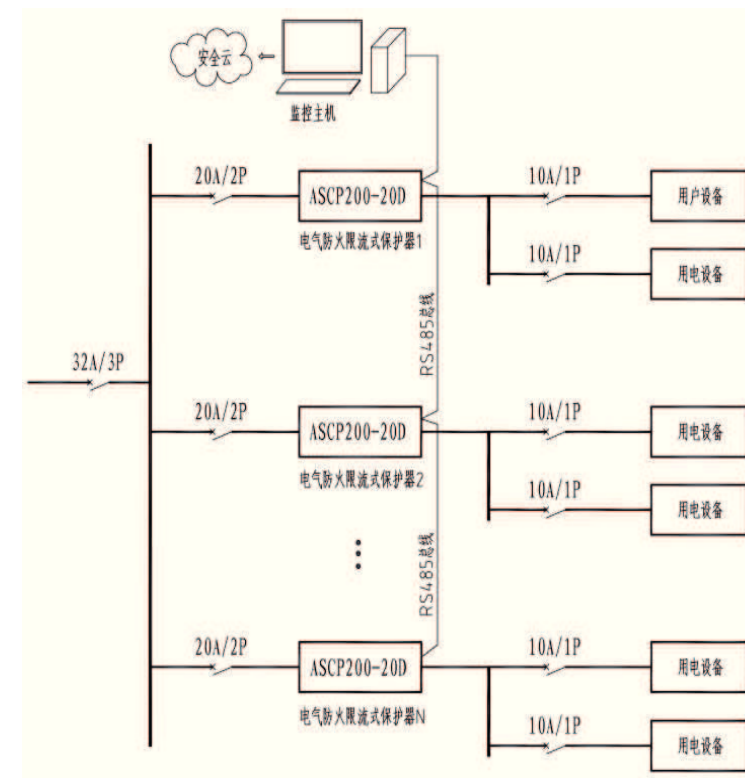 安全云
监控主机
20A/2P
ASCP200-20D
10A/1P
用户设备
电气防火限流式保护器1
10A/1P
用电设备
RS485总线
32A/3P
20A/2P
ASCP200-20D
10A/1P
用电设备
电气防火限流式保护器2
10A/1P
用电设备
RS485总线
20A/2P
ASCP200-20D
10A/1P
用电设备
电气防火限流式保护器N
10A/1P
用电设备